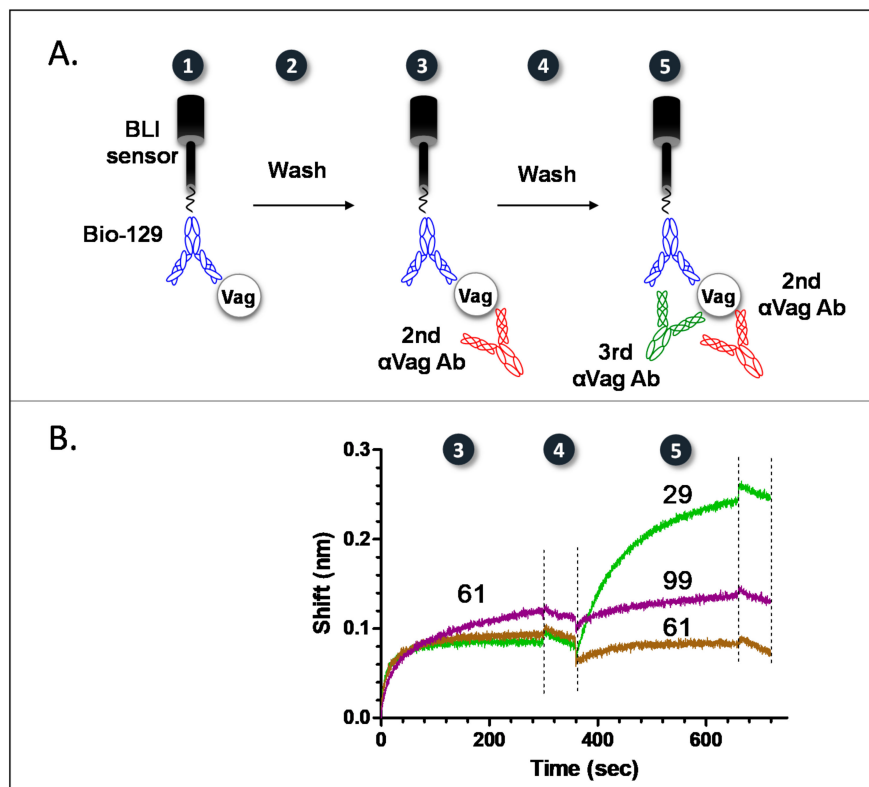 A.
1 2 3 4 5
BLI
sensor
Wash
Wash
Bio-129
Vag
Vag
Vag
2nd
αVag Ab
2nd
αVag Ab
3rd
αVag Ab
B.
3 4 5
0.3
0.2
0.1
0.0
Shift (nm)
61
29
99
61
0 200 400 600
Time (sec)